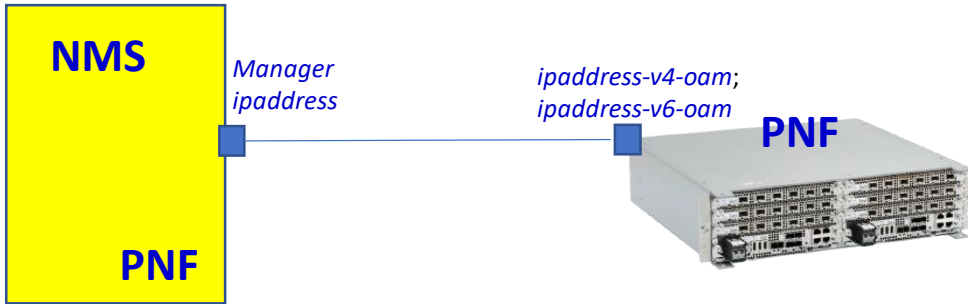 NMS
Manager
ipaddress
ipaddress-v4-oam;
ipaddress-v6-oam
PNF
PNF